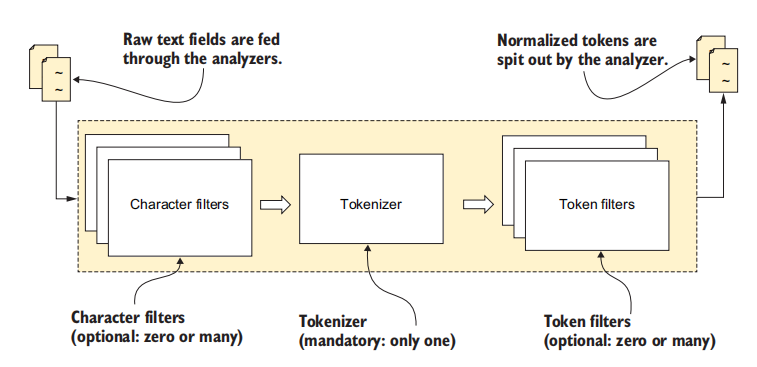 Raw text fields are fed
through the analyzers.
Normalized tokens are
spit out by the analyzer.
~
~
~
~
Character filters
Tokenizer
Token filters
Character filters
(optional: zero or many)
Tokenizer
(mandatory: only one)
Token filters
(optional: zero or many)